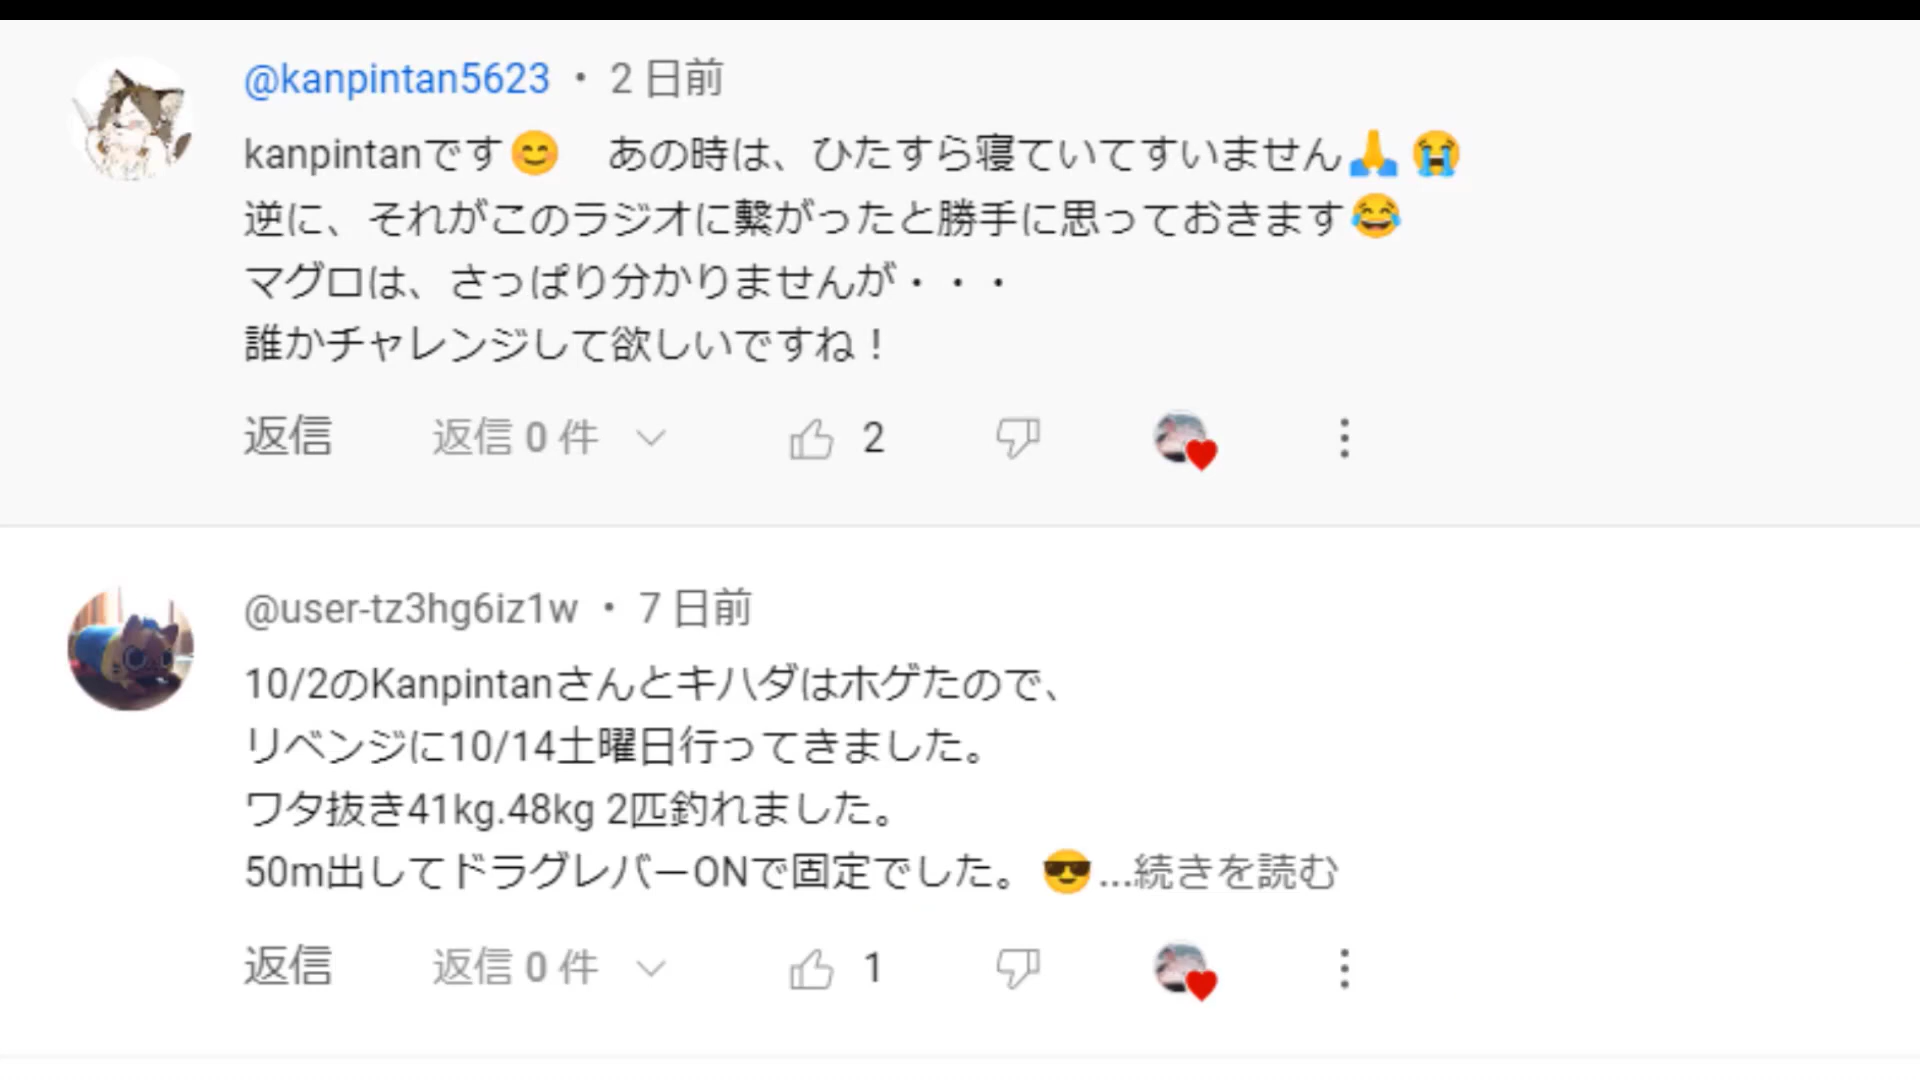 @kanpintan5623 • 2 日前
kanpintanです😊　あの時は、ひたすら寝ていてすいません🙏😭
逆に、それがこのラジオに繋がったと勝手に思っておきます😂
マグロは、さっぱり分かりませんが・・・
誰かチャレンジして欲しいですね！
返信 返信 0 件 2
@user-tz3hg6iz1w • 7 日前
10/2のKanpintanさんとキハダはホゲたので、
リベンジに10/14土曜日行ってきました。
ワタ抜き41kg.48kg 2匹釣れました。
50m出してドラグレバーONで固定でした。😎...続きを読む
返信 返信 0 件 1